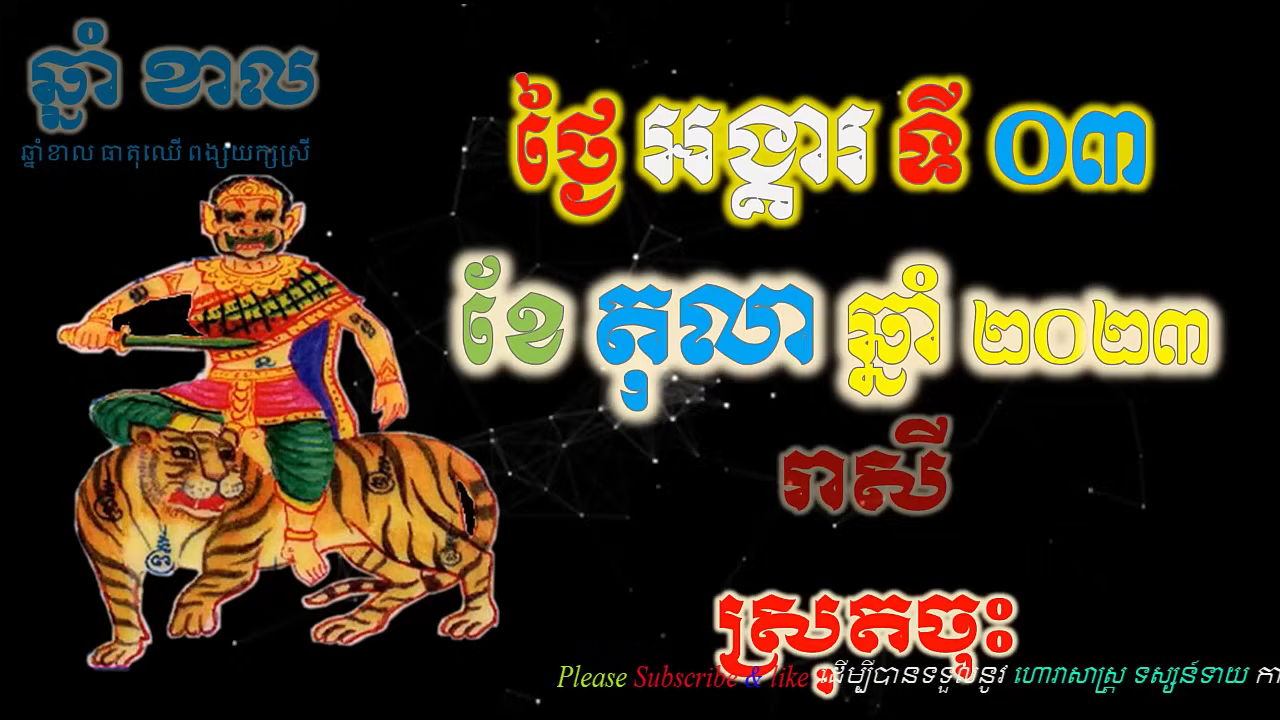 ឆ្នាំ ខាល
ឆ្នាំខាល ធាតុឈើ ពង្សយក្សស្រី
ថ្ងៃ អង្គារ ទី ០៣
ខែ តុលា ឆ្នាំ ២០២៣
រាសី
ស្រុតចុះ
Please Subscribe & like ដើម្បីបានទទួលនូវ ហោរាសាស្ត្រ ទស្សន៍ទាយ កា